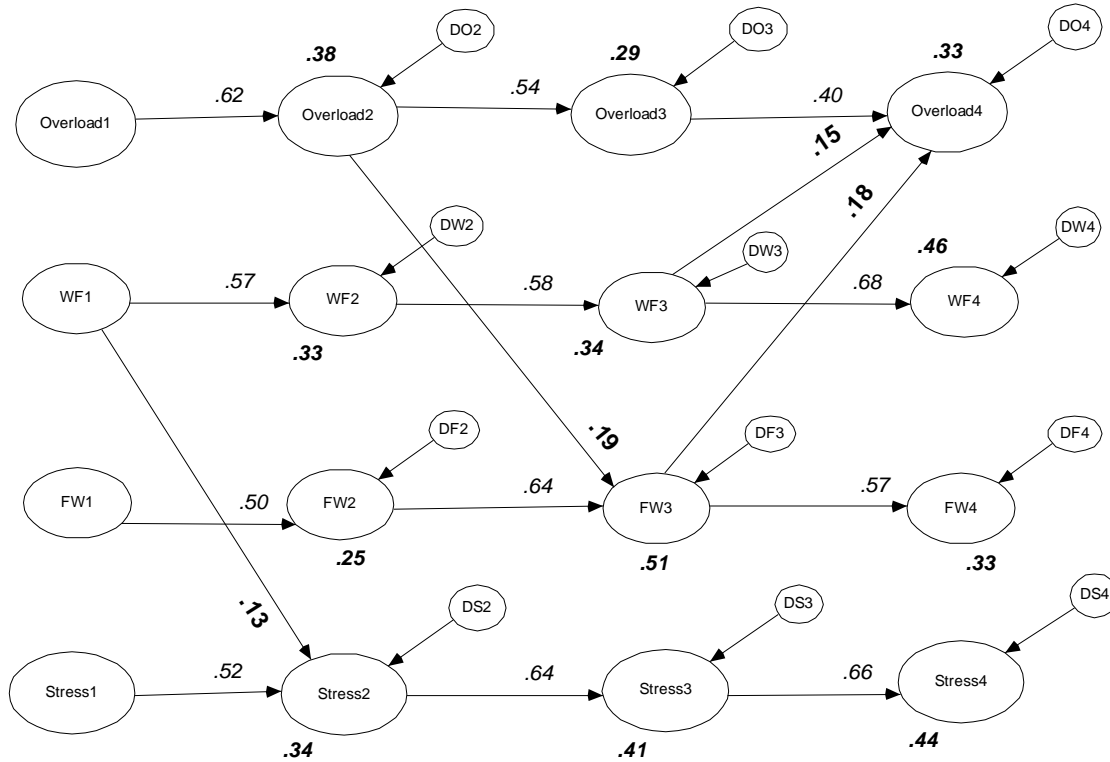 DO2
DO3
DO4
.38
.29
.33
.62
.54
.40
Overload1
Overload2
Overload3
Overload4
.15
.18
DW2
DW3
DW4
.46
.57
.58
.68
WF1
WF2
WF3
WF4
.33
.34
.19
DF2
DF3
DF4
.50
.64
.57
FW1
FW2
FW3
FW4
.25
.51
.33
.13
DS2
DS3
DS4
.52
.64
.66
Stress1
Stress2
Stress3
Stress4
.34
.41
.44